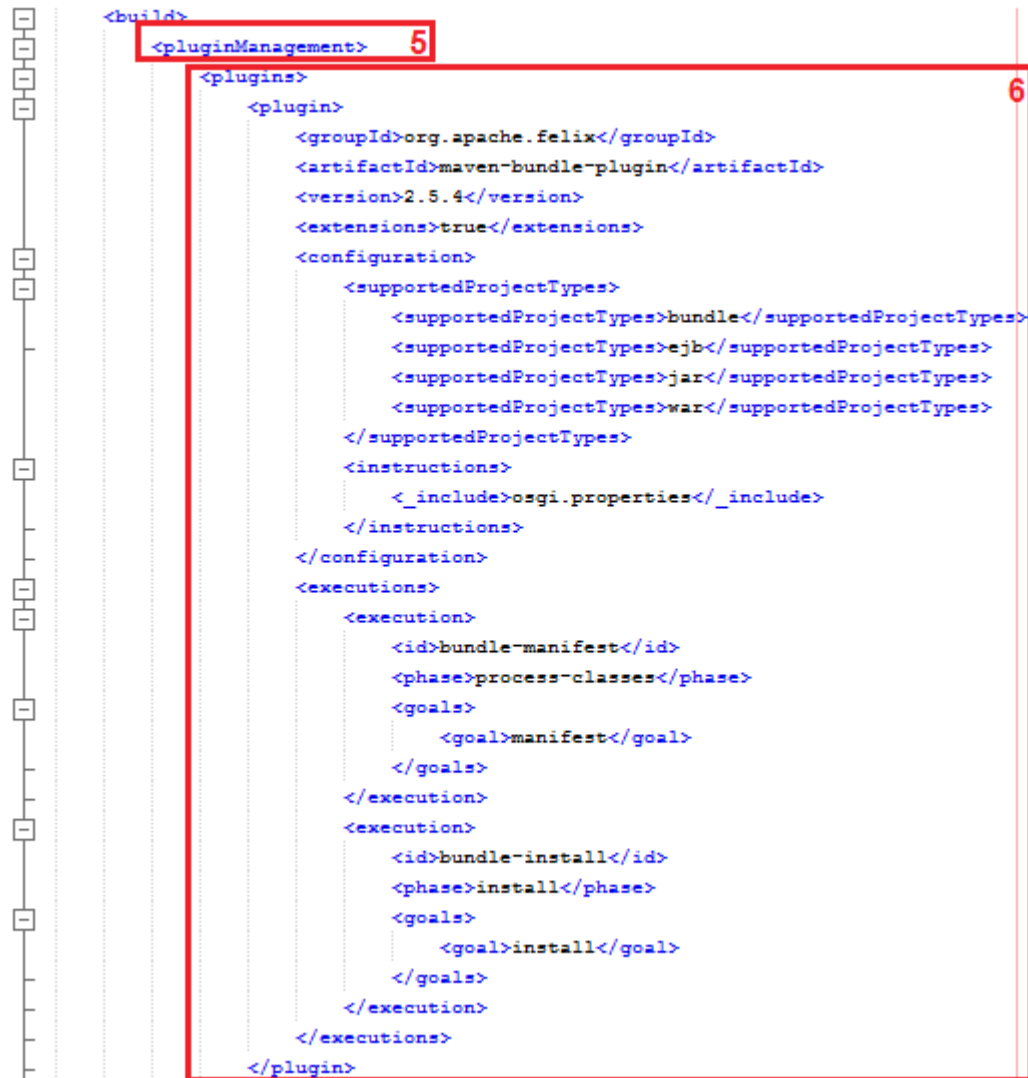 <build>
<pluginManagement> 5
<plugins>
6
<plugin>
<groupId>org.apache.felix</groupId>
<artifactId>maven-bundle-plugin</artifactId>
<version>2.5.4</version>
<extensions>true</extensions>
<configuration>
<supportedProjectTypes>
<supportedProjectTypes>bundle</supportedProjectTypes>
<supportedProjectTypes>ejb</supportedProjectTypes>
<supportedProjectTypes>jar</supportedProjectTypes>
<supportedProjectTypes>war</supportedProjectTypes>
</supportedProjectTypes>
<instructions>
<_include>osgi.properties</_include>
</instructions>
</configuration>
<executions>
<execution>
<id>bundle-manifest</id>
<phase>process-classes</phase>
<goals>
<goal>manifest</goal>
</goals>
</execution>
<execution>
<id>bundle-install</id>
<phase>install</phase>
<goals>
<goal>install</goal>
</goals>
</execution>
</executions>
</plugin>